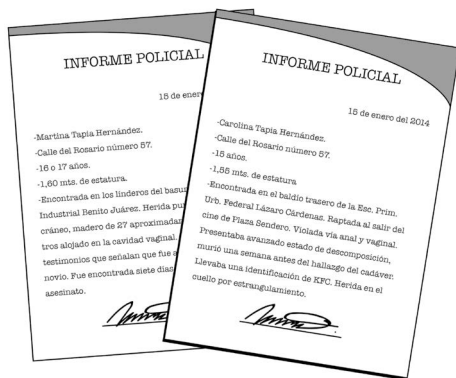 INFORME POLICIAL
15 de enero
-Martina Tapia Hernández.
-Calle del Rosario número 57.
-16 o 17 años.
-1,60 mts. de estatura.
-Encontrada en los linderos del
Industrial Benito Juárez. Herida
cráneo, madero de 27
tros alojado en la cavidad vaginal.
testimonios que señalan que fue
novio. Fue encontrada siete días
asesinato.
INFORME POLICIAL
15 de enero del 2014
-Carolina Tapia Hernández.
-Calle del Rosario número 57.
-15 años.
-1,55 mts. de estatura
-Encontrada en el baldío trasero de la Esc. Prim.
Urb. Federal Lázaro Cárdenas. Raptada al salir del
cine de Plaza Sendero. Violada vía anal y vaginal.
Presentaba avanzado estado de descomposición,
murió una semana antes del hallazgo del cadáver.
Llevaba una identificación de KFC. Herida en el
cuello por estrangulamiento.